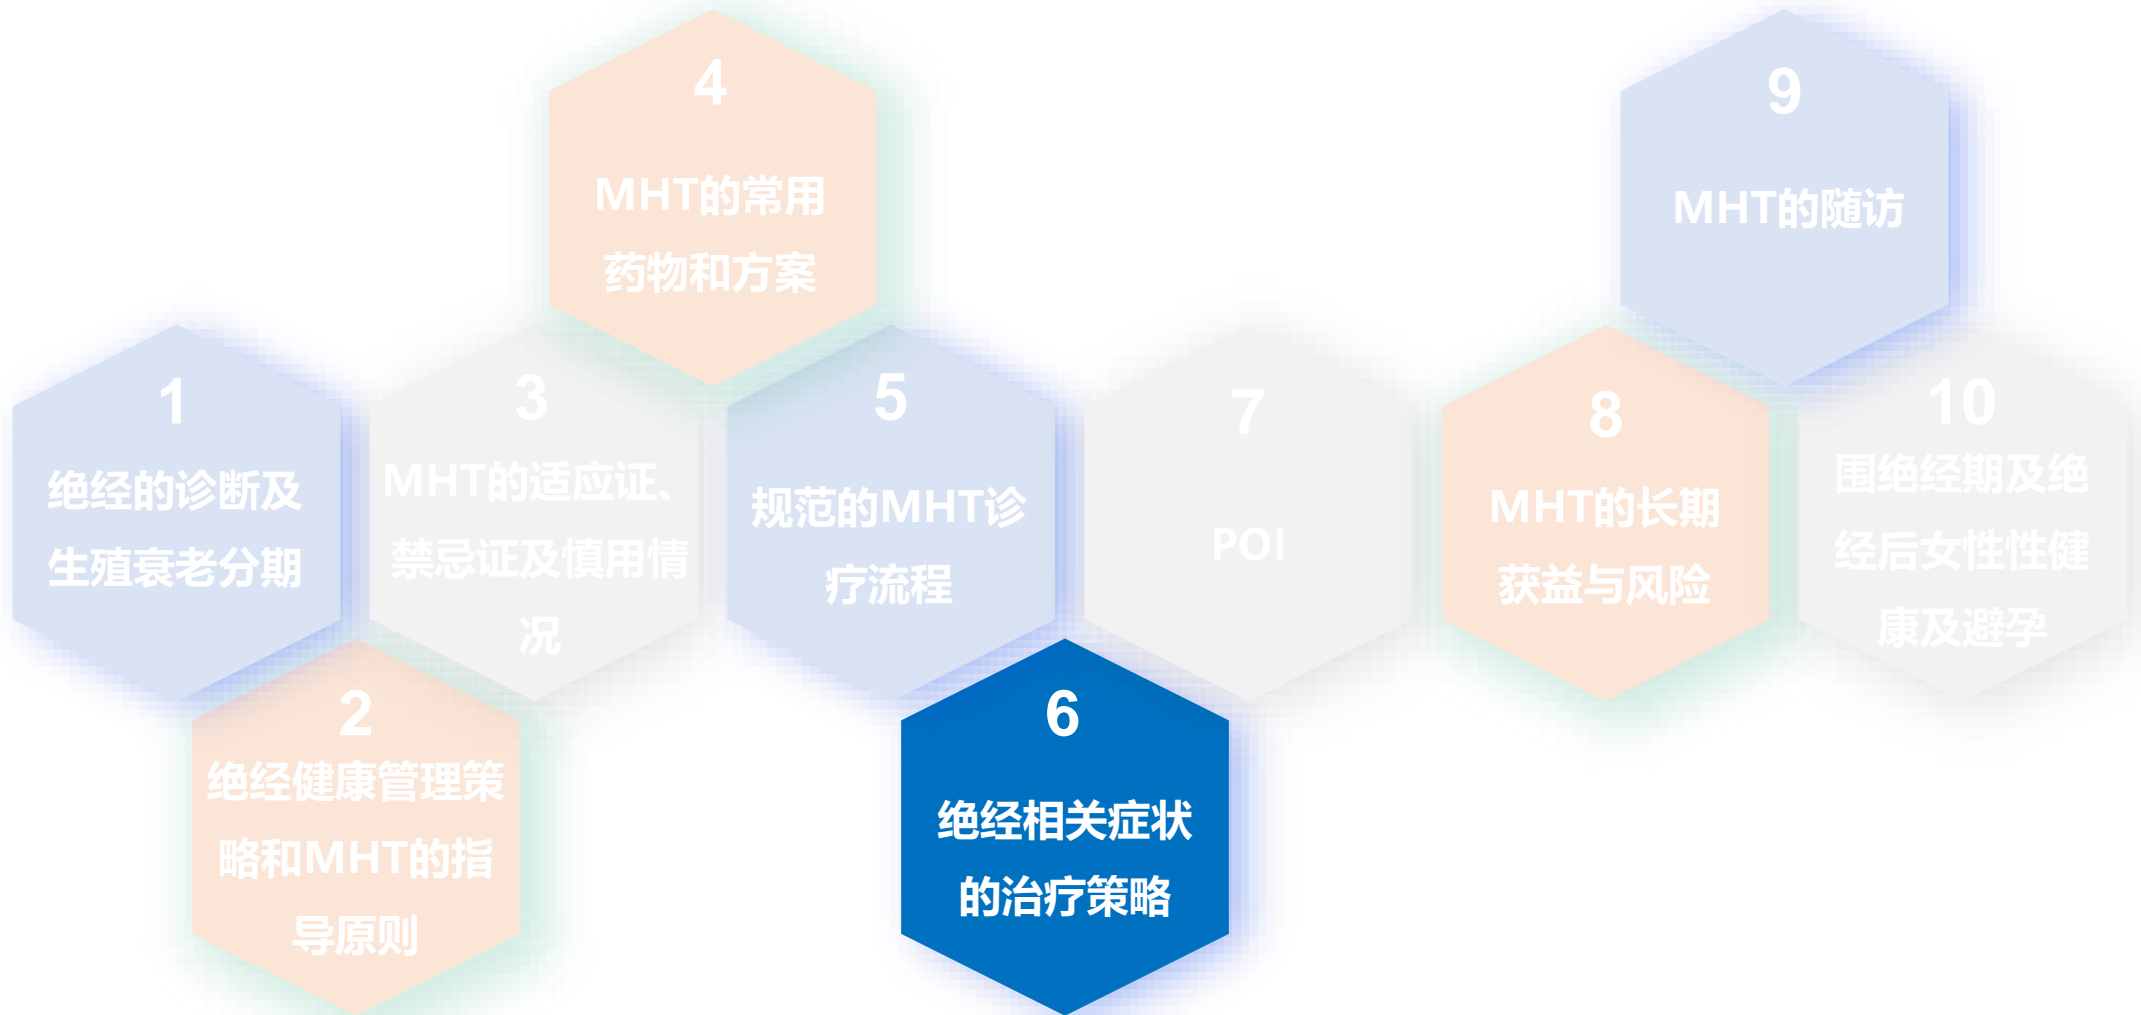 1
绝经的诊断及
生殖衰老分期
2
绝经健康管理策
略和MHT的指
导原则
3
MHT的适应证、
禁忌证及慎用情
况
4
MHT的常用
药物和方案
5
规范的MHT诊
疗流程
6
绝经相关症状
的治疗策略
7
POI
8
MHT的长期
获益与风险
9
MHT的随访
10
围绝经期及绝
经后女性性健
康及避孕